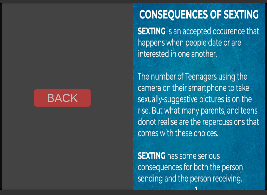 CONSEQUENCES OF SEXTING
SEXTING is an accepted occurence that
happens when people date or are
interested in one another.
The number of Teenagers using the
camera on their smartphone to take
sexually-suggestive pictures is on the
rise. But what many parents, and teens
donot realise are the repercussions that
comes with these choices.
SEXTING has some serious
consequences for both the person
sending and the person receiving.
BACK